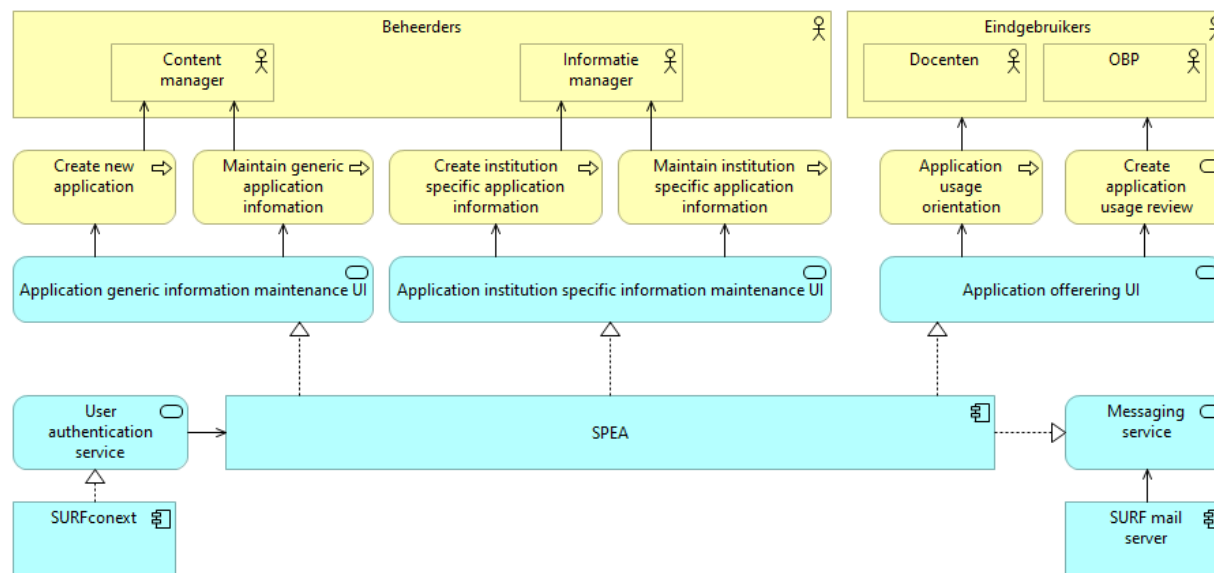 Beheerders
Eindgebruikers
Content
manager
Informatie
manager
Docenten
OBP
Create new
application
Maintain generic
application
infomation
Create institution
specific application
information
Maintain institution
specific application
information
Application
usage
orientation
Create
application
usage review
Application generic information maintenance UI
Application institution specific information maintenance UI
Application offerering UI
User
authentication
service
SPEA
Messaging
service
SURFconext
SURF mail
server